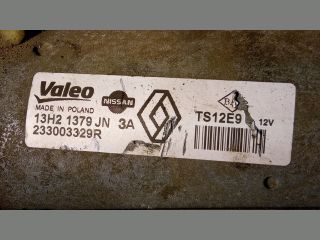 Valeo
NISSAN
MADE IN POLAND
13H2 1379 JN 3A
TS12E9 12V
233003329R